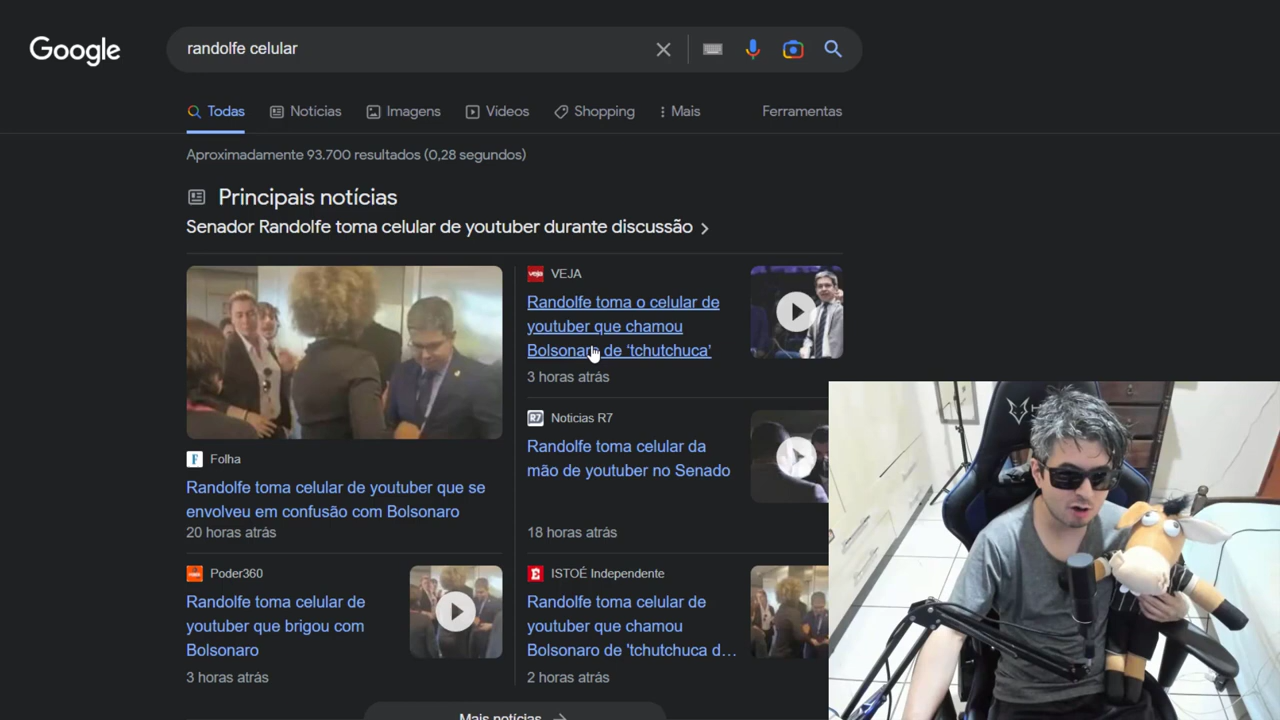 Google
randolfe celular
Todas
Notícias
Imagens
Vídeos
Shopping
Mais
Ferramentas
Aproximadamente 93.700 resultados (0,28 segundos)
Principais notícias
Senador Randolfe toma celular de youtuber durante discussão
Folha
Randolfe toma celular de youtuber que se
envolveu em confusão com Bolsonaro
20 horas atrás
veja VEJA
Randolfe toma o celular de
youtuber que chamou
Bolsonaro de ‘tchutchuca’
3 horas atrás
R7 Noticias R7
Randolfe toma celular da
mão de youtuber no Senado
18 horas atrás
Poder360
Randolfe toma celular de
youtuber que brigou com
Bolsonaro
3 horas atrás
ISTOÉ Independente
Randolfe toma celular de
youtuber que chamou
Bolsonaro de 'tchutchuca d...
2 horas atrás
Mais notícias